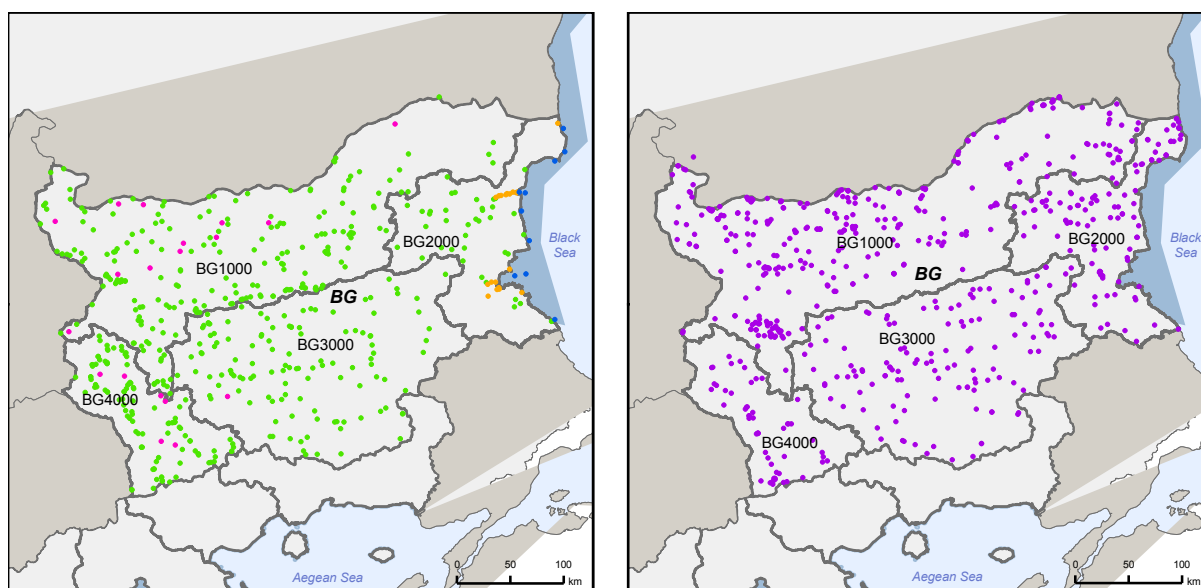 BG2000
Black
Sea
BG1000
BG
BG3000
BG4000
Aegean Sea
0 50 100
km
BG2000
Black
Sea
BG1000
BG
BG3000
BG4000
Aegean Sea
0 50 100
km